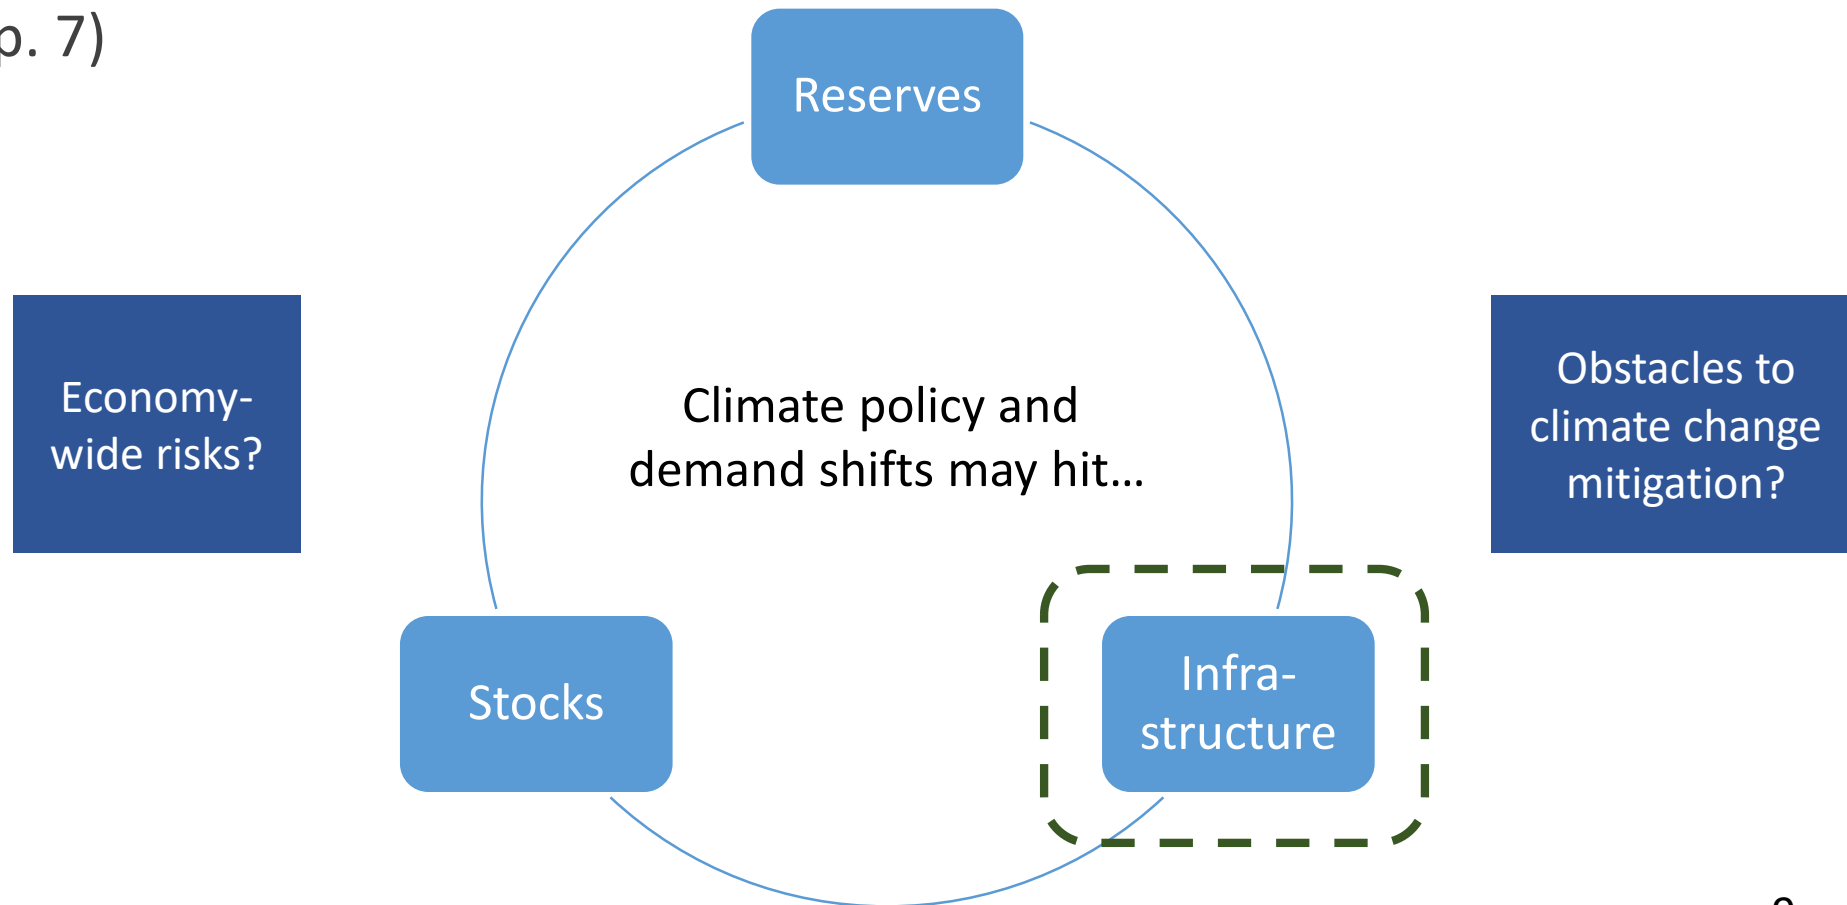 p. 7)
Reserves
Economy-
wide risks?
Climate policy and
demand shifts may hit...
Obstacles to
climate change
mitigation?
Stocks
Infra-
structure